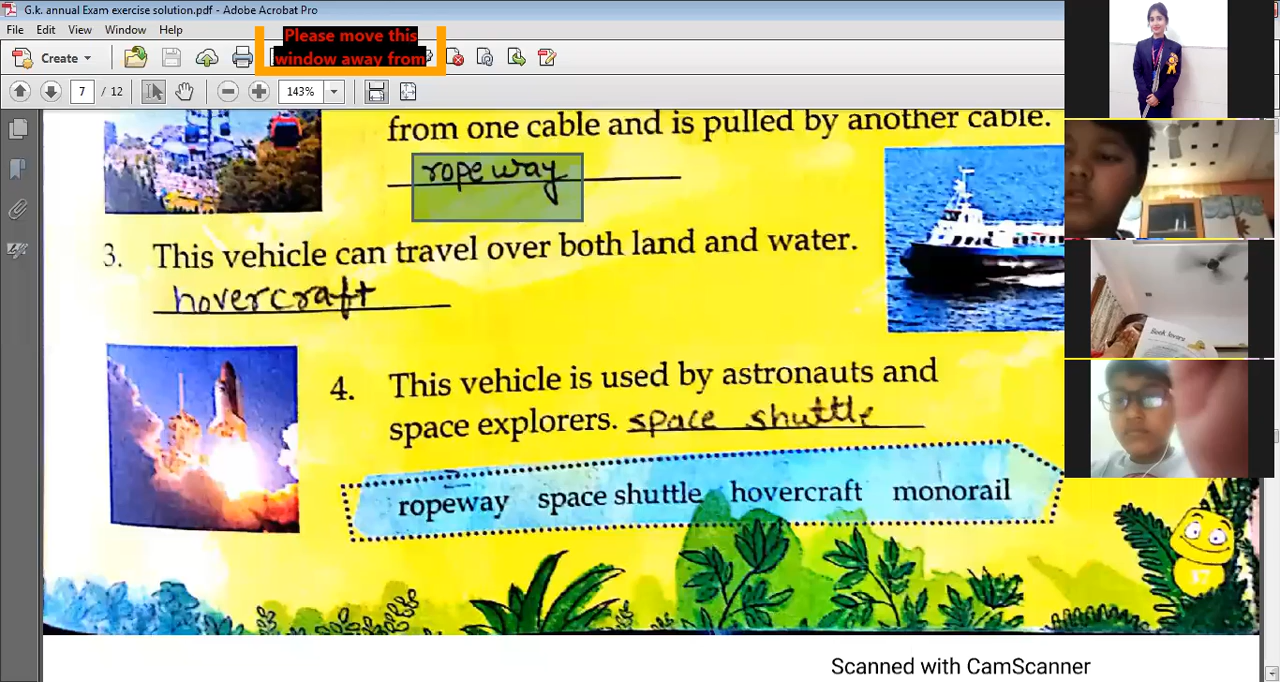 G.k. annual Exam exercise solution.pdf - Adobe Acrobat Pro
File Edit View Window Help
Please move this
window away from
Create
7 / 12
143%
from one cable and is pulled by another cable.
ropeway
3. This vehicle can travel over both land and water.
hovercraft
4. This vehicle is used by astronauts and
space explorers. space shuttle
ropeway space shuttle hovercraft monorail
37
Scanned with CamScanner